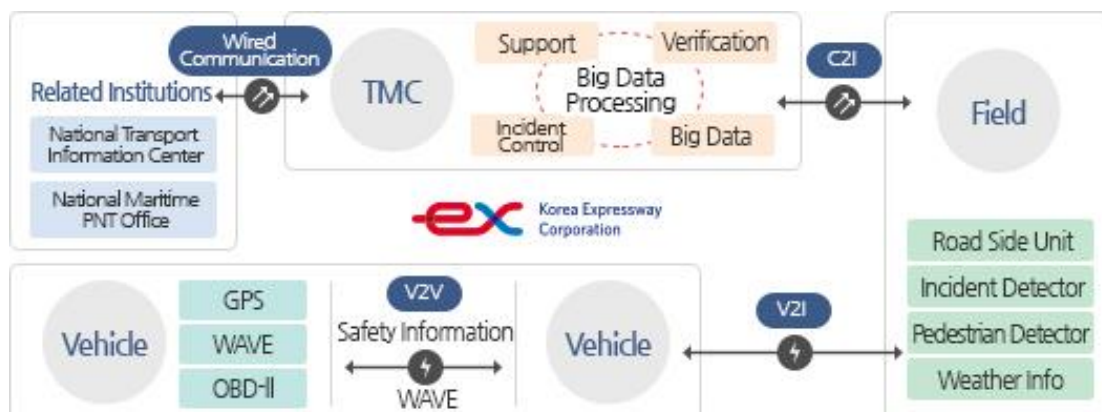 Wired
Communication
Related Institutions
National Transport
Information Center
National Maritime
PNT Office
TMC
Support
Verification
Big Data
Processing
Incident
Control
Big Data
C2I
Field
ex
Korea Expressway
Corporation
Road Side Unit
Incident Detector
Pedestrian Detector
Weather Info
Vehicle
GPS
WAVE
OBD-II
V2V
Safety Information
WAVE
Vehicle
V2I